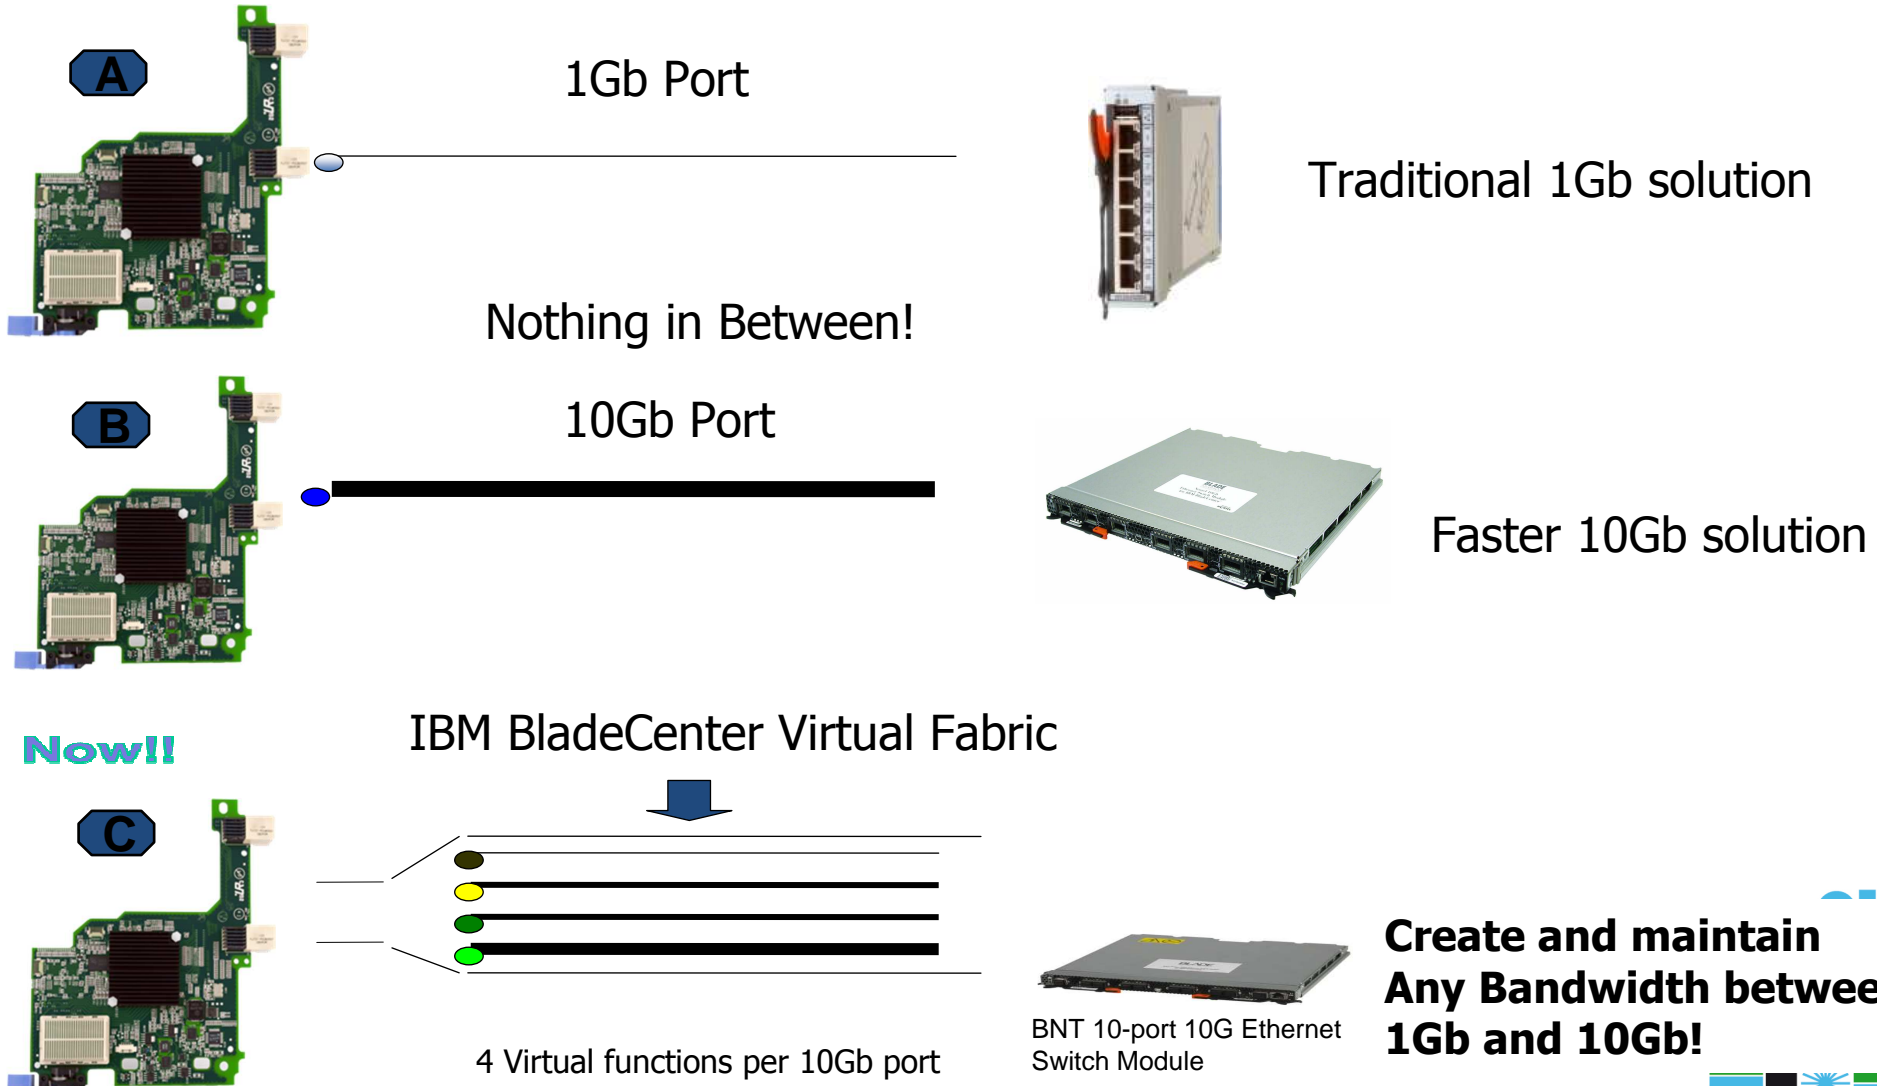 A
1Gb Port
Traditional 1Gb solution
Nothing in Between!
B
10Gb Port
BLADE
Faster 10Gb solution
Now!!
IBM BladeCenter Virtual Fabric
C
BLADE
Create and maintain
Any Bandwidth betwee
1Gb and 10Gb!
BNT 10-port 10G Ethernet
Switch Module
4 Virtual functions per 10Gb port